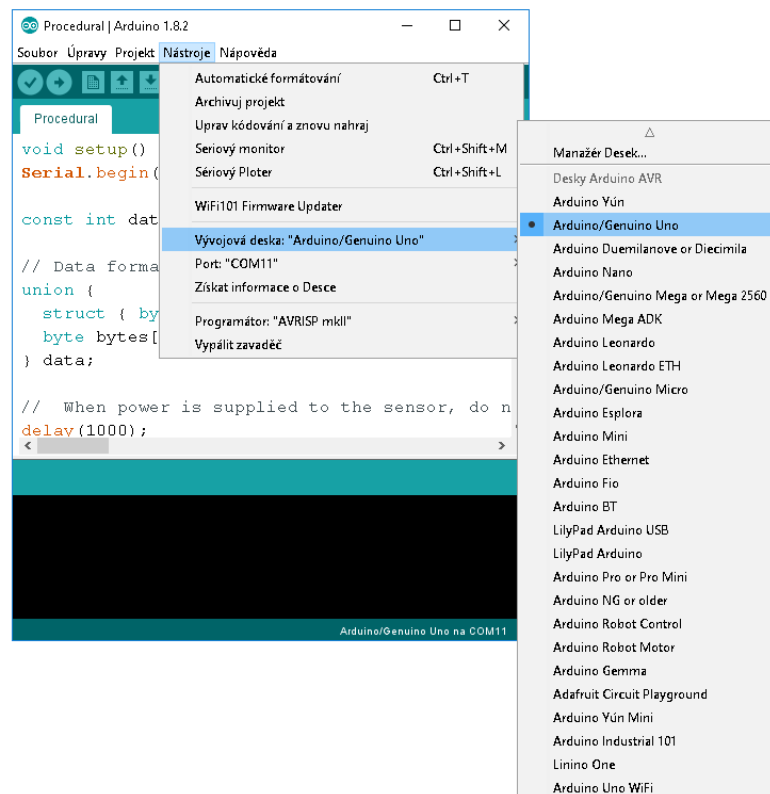 Procedural | Arduino 1.8.2
Soubor Úpravy Projekt Nástroje Nápověda
Procedural
void setup()
Serial.begin(
const int dat
// Data forma
union {
struct { by
byte bytes[
} data;
// When power is supplied to the sensor, do n
delay(1000);
Arduino/Genuino Uno na COM11
Automatické formátování Ctrl+T
Archivuj projekt
Uprav kódování a znovu nahraj
Seriový monitor Ctrl+Shift+M
Sériový Ploter Ctrl+Shift+L
WiFi101 Firmware Updater
Vývojová deska: "Arduino/Genuino Uno"
Port: "COM11"
Získat informace o Desce
Programátor: "AVRISP mkII"
Vypálit zavaděč
Manažér Desek...
Desky Arduino AVR
Arduino Yún
Arduino/Genuino Uno
Arduino Duemilanove or Diecimila
Arduino Nano
Arduino/Genuino Mega or Mega 2560
Arduino Mega ADK
Arduino Leonardo
Arduino Leonardo ETH
Arduino/Genuino Micro
Arduino Esplora
Arduino Mini
Arduino Ethernet
Arduino Fio
Arduino BT
LilyPad Arduino USB
LilyPad Arduino
Arduino Pro or Pro Mini
Arduino NG or older
Arduino Robot Control
Arduino Robot Motor
Arduino Gemma
Adafruit Circuit Playground
Arduino Yún Mini
Arduino Industrial 101
Linino One
Arduino Uno WiFi